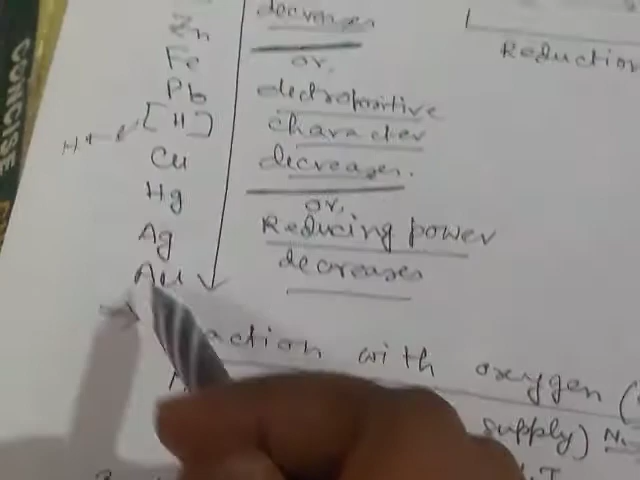 Zn
Fe
Pb
[H]
H+
Cu
Hg
Ag
Au
decreases
or,
electropositive
character
decreases.
or,
Reducing power
decreases
Reduction
action with oxygen (
supply)
CONCISE